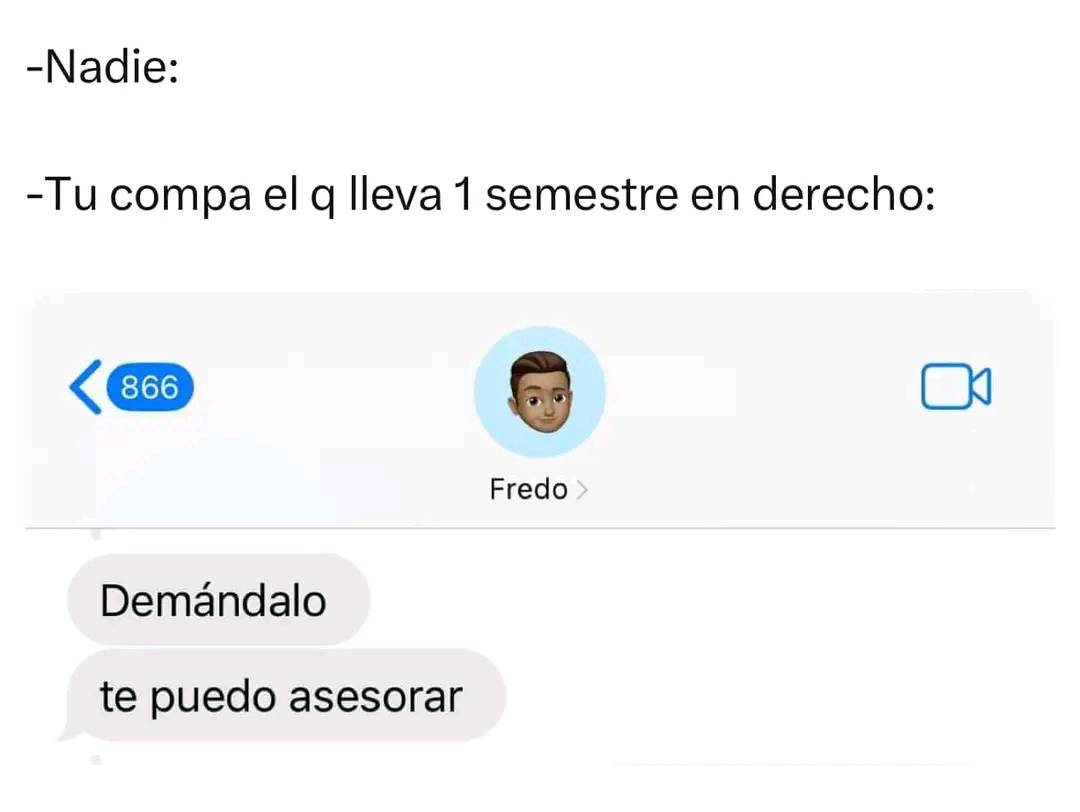 -Nadie:
-Tu compa el q lleva 1 semestre en derecho:
866
Fredo
Demándalo
te puedo asesorar